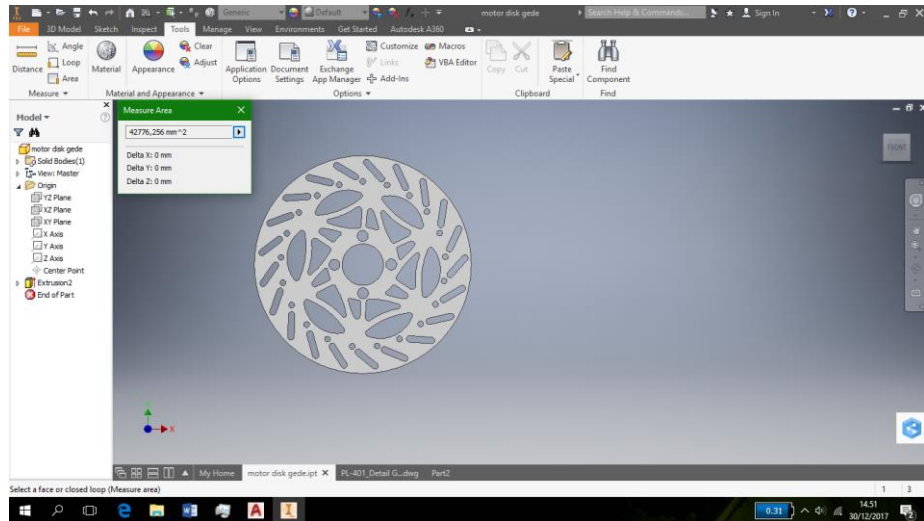 Generic
Default
motor disk gede
Search Help & Commands...
Sign In
File 3D Model Sketch Inspect Tools Manage View Environments Get Started Autodesk A360
Distance
Angle
Loop
Area
Measure
Material
Appearance
Clear
Adjust
Material and Appearance
Application Options
Document Settings
Exchange App Manager
Customize
Links
Add-Ins
Macros
VBA Editor
Options
Copy
Cut
Paste Special
Clipboard
Find Component
Find
Model
motor disk gede
Solid Bodies(1)
View: Master
Origin
YZ Plane
XZ Plane
XY Plane
X Axis
Y Axis
Z Axis
Center Point
Extrusion2
End of Part
Measure Area
42776,256 mm^2
Delta X: 0 mm
Delta Y: 0 mm
Delta Z: 0 mm
FRONT
X
My Home motor disk gede.ipt PL-401_Detail G...dwg Part2
Select a face or closed loop (Measure area)
1 3
0.31
14.51
30/12/2017